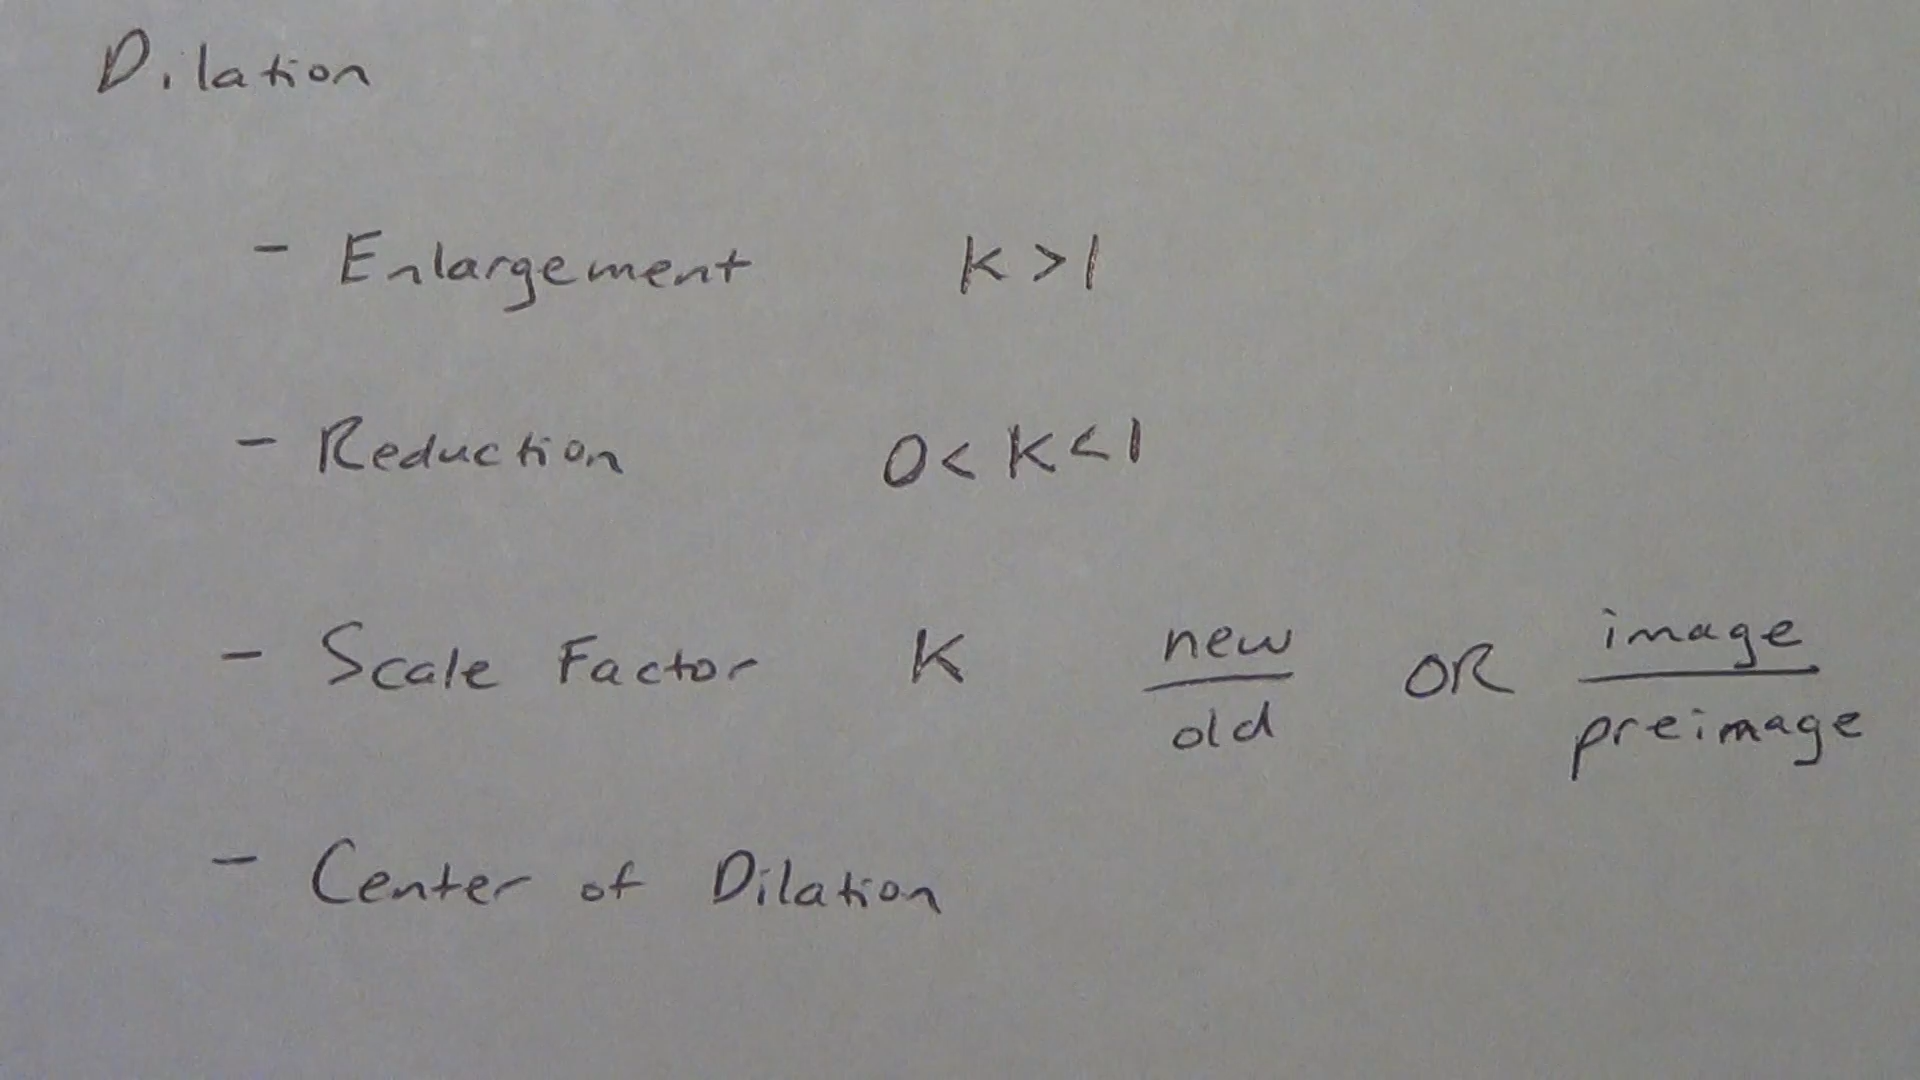 Dilation
- Enlargement K > 1
- Reduction 0 < K < 1
- Scale Factor K new/old OR image/preimage
- Center of Dilation